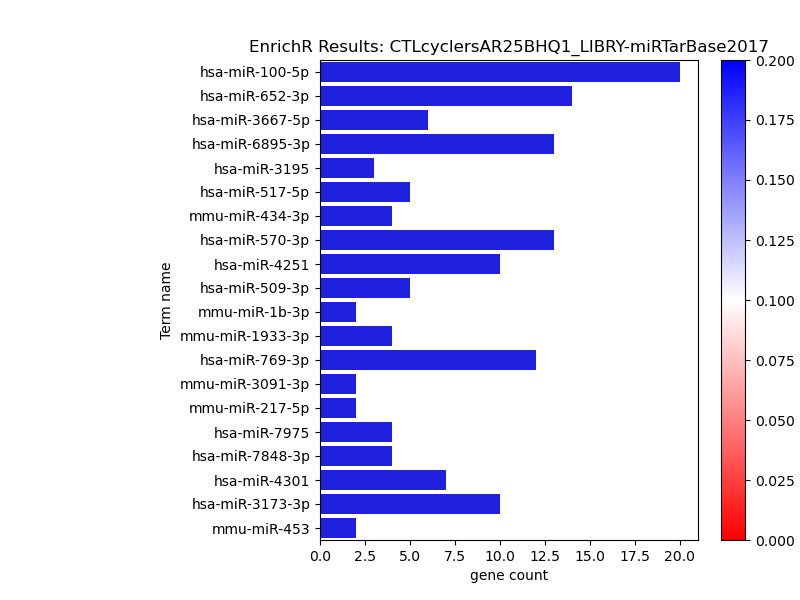 EnrichR Results: CTLcyclersAR25BHQ1_LIBRY-miRTarBase2017
hsa-miR-100-5p
hsa-miR-652-3p
hsa-miR-3667-5p
hsa-miR-6895-3p
hsa-miR-3195
hsa-miR-517-5p
mmu-miR-434-3p
hsa-miR-570-3p
hsa-miR-4251
hsa-miR-509-3p
mmu-miR-1b-3p
mmu-miR-1933-3p
hsa-miR-769-3p
mmu-miR-3091-3p
mmu-miR-217-5p
hsa-miR-7975
hsa-miR-7848-3p
hsa-miR-4301
hsa-miR-3173-3p
mmu-miR-453
Term name
0.0 2.5 5.0 7.5 10.0 12.5 15.0 17.5 20.0
gene count
0.200
0.175
0.150
0.125
0.100
0.075
0.050
0.025
0.000